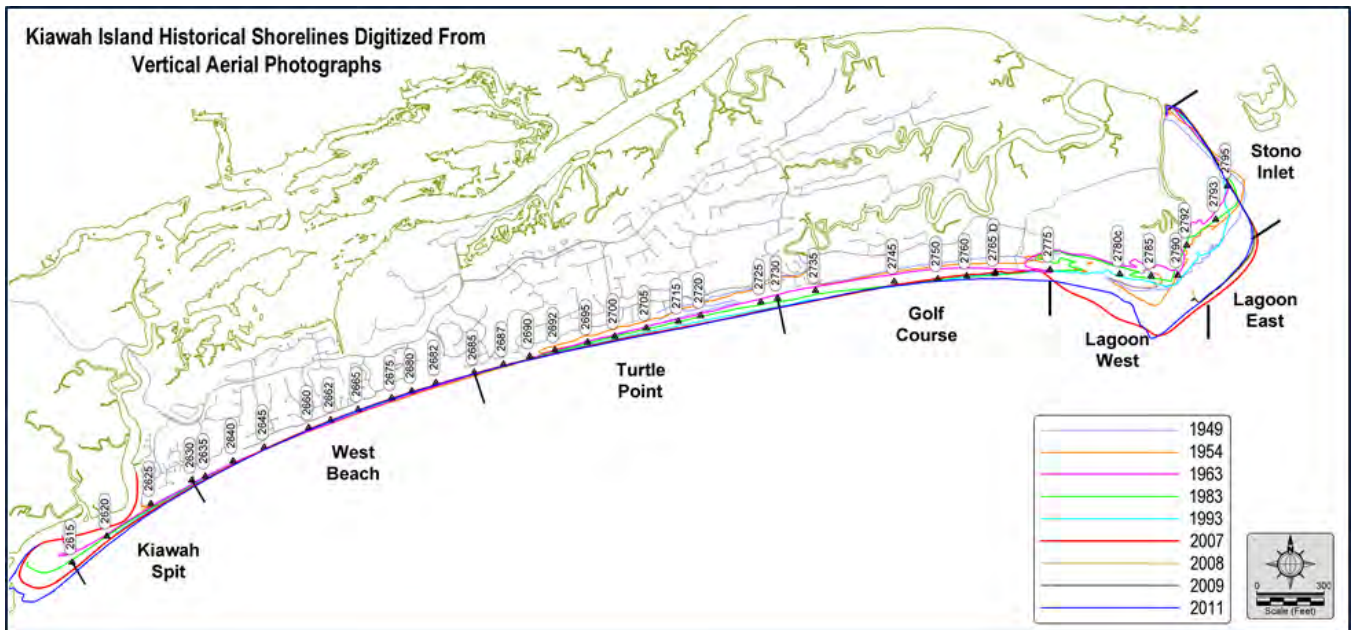 Kiawah Island Historical Shorelines Digitized From
Vertical Aerial Photographs
Stono
Inlet
2795
2793
2792
2790
2785
2780c
2775
2765 D
2760
2750
2745
2735
2730
2725
2720
2715
2705
2700
2695
2692
2690
2687
2685
2682
2680
2675
2665
2662
2660
2645
2640
2635
2630
2625
2620
2615
Lagoon
East
Lagoon
West
Golf
Course
Turtle
Point
West
Beach
Kiawah
Spit
1949
1954
1963
1983
1993
2007
2008
2009
2011
N
0 300
Scale (Feet)